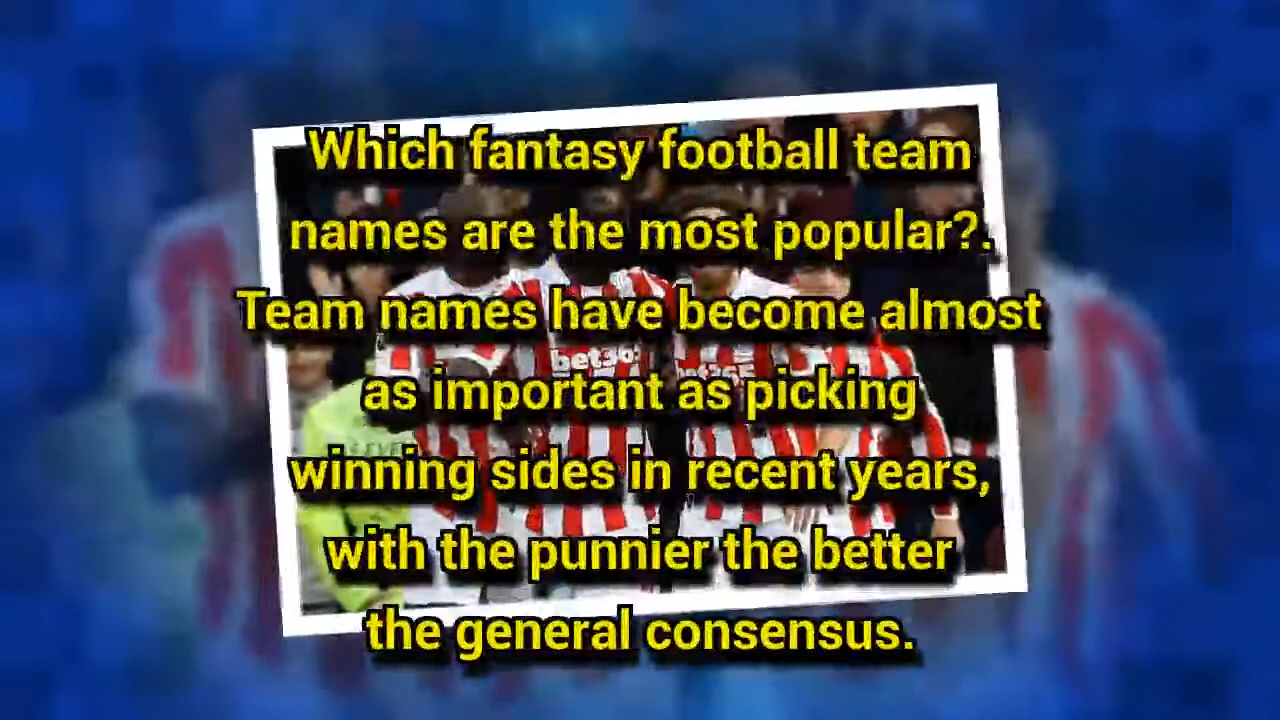 Which fantasy football team
names are the most popular?.
Team names have become almost
as important as picking
winning sides in recent years,
with the punnier the better
the general consensus.
bet365